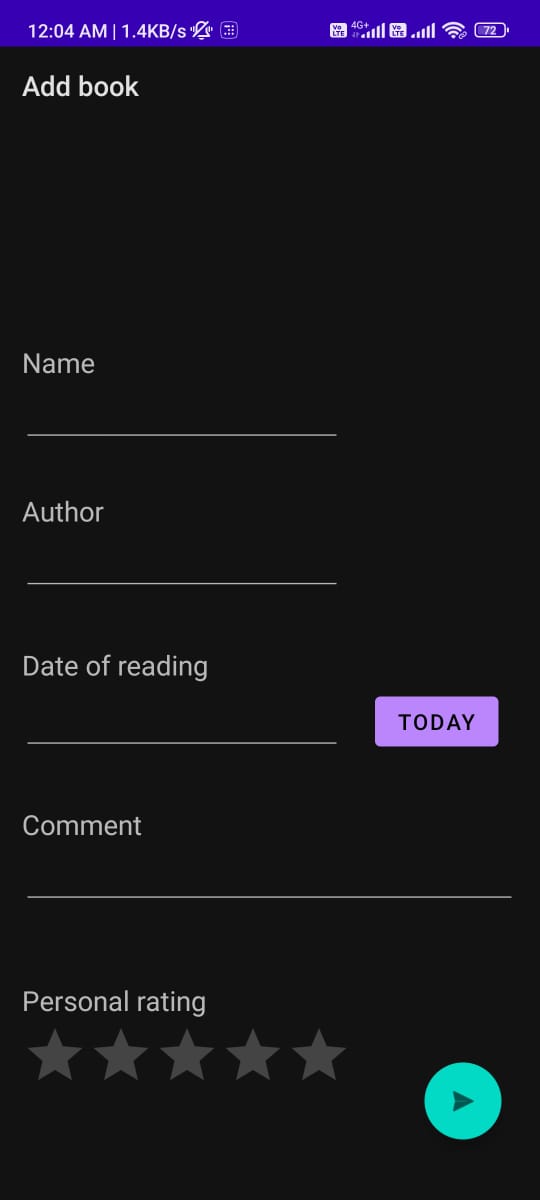 12:04 AM | 1.4KB/s Vo LTE 4G+ Vo LTE 72
Add book
Name
Author
Date of reading
TODAY
Comment
Personal rating